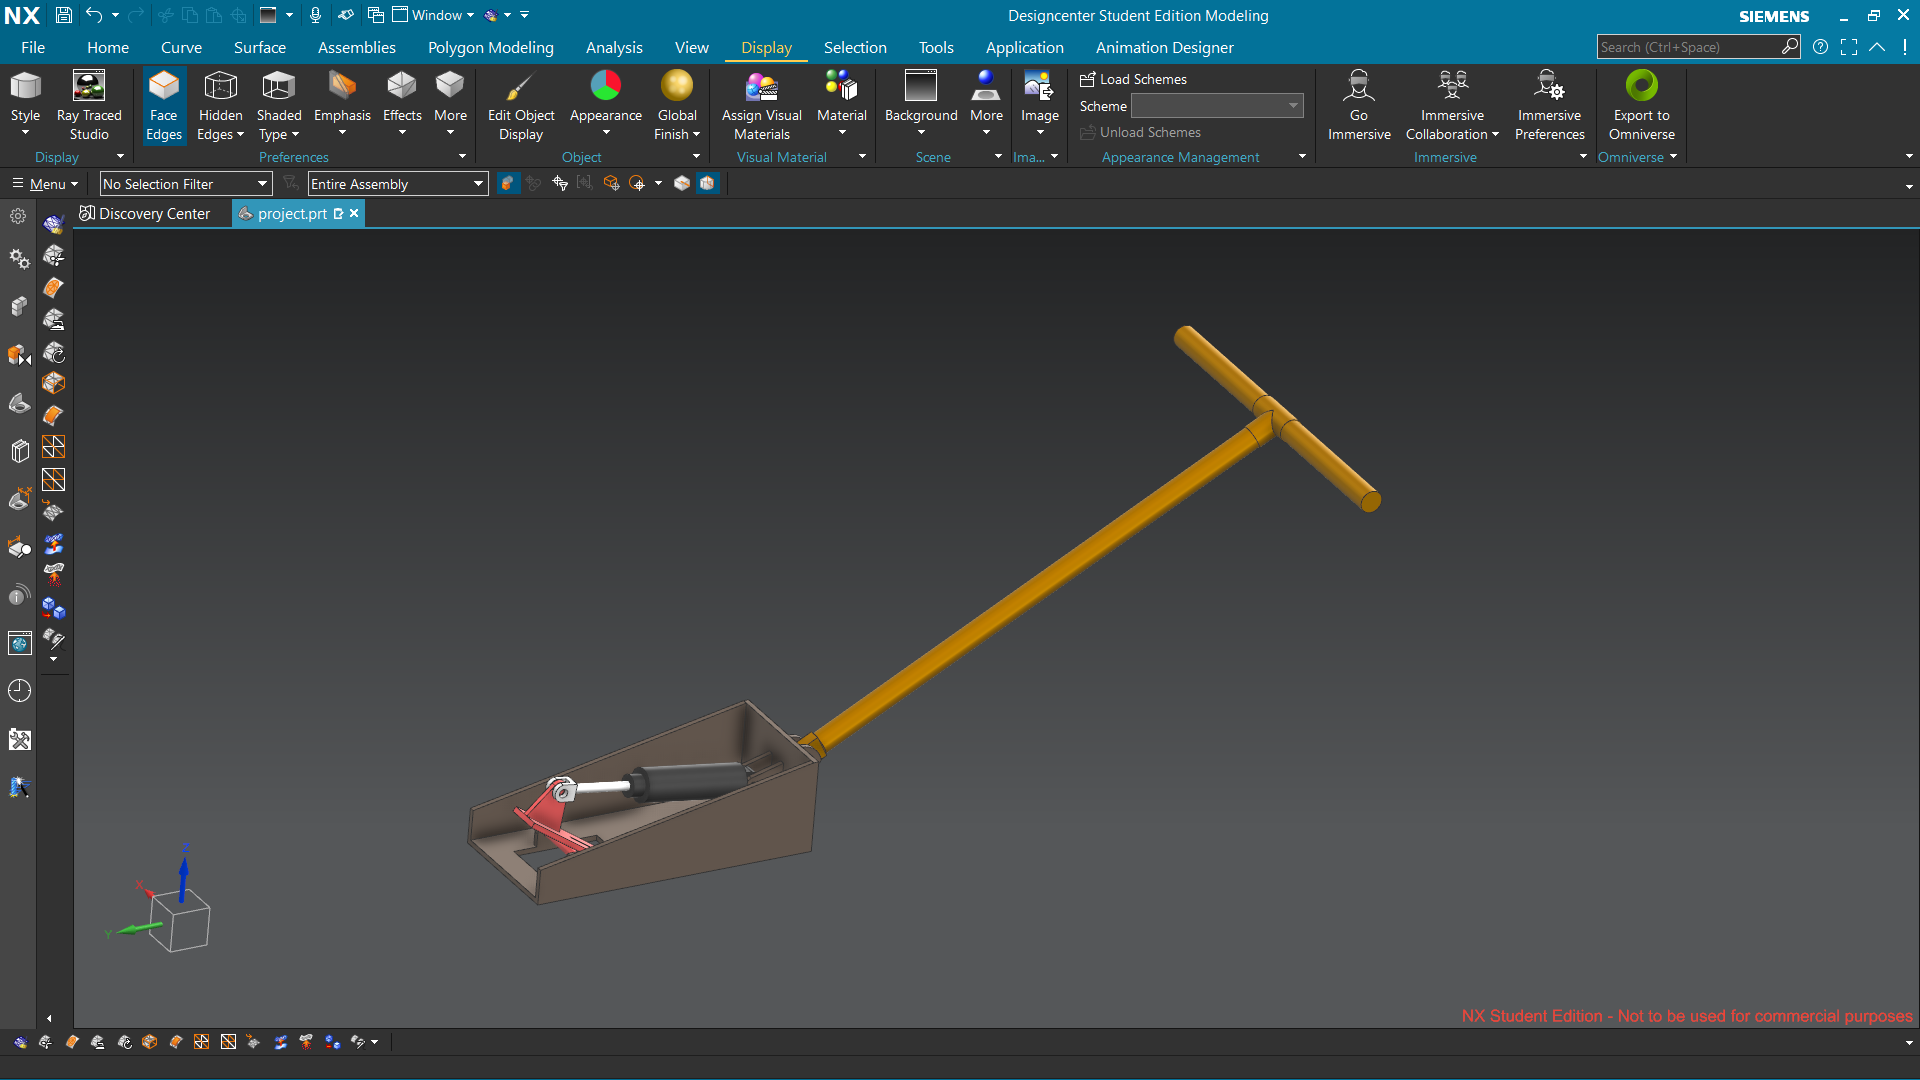 NX Window Designcenter Student Edition Modeling SIEMENS
File Home Curve Surface Assemblies Polygon Modeling Analysis View Display Selection Tools Application Animation Designer Search (Ctrl+Space)
Style
Ray Traced Studio
Face Edges
Hidden Edges
Shaded Type
Emphasis
Effects
More
Edit Object Display
Appearance
Global Finish
Assign Visual Materials
Material
Background
More
Image
Load Schemes
Scheme
Unload Schemes
Go Immersive
Immersive Collaboration
Immersive Preferences
Export to Omniverse
Display Preferences Object Visual Material Scene Ima... Appearance Management Immersive Omniverse
Menu No Selection Filter Entire Assembly
Discovery Center project.prt
Z
X
Y
NX Student Edition - Not to be used for commercial purposes